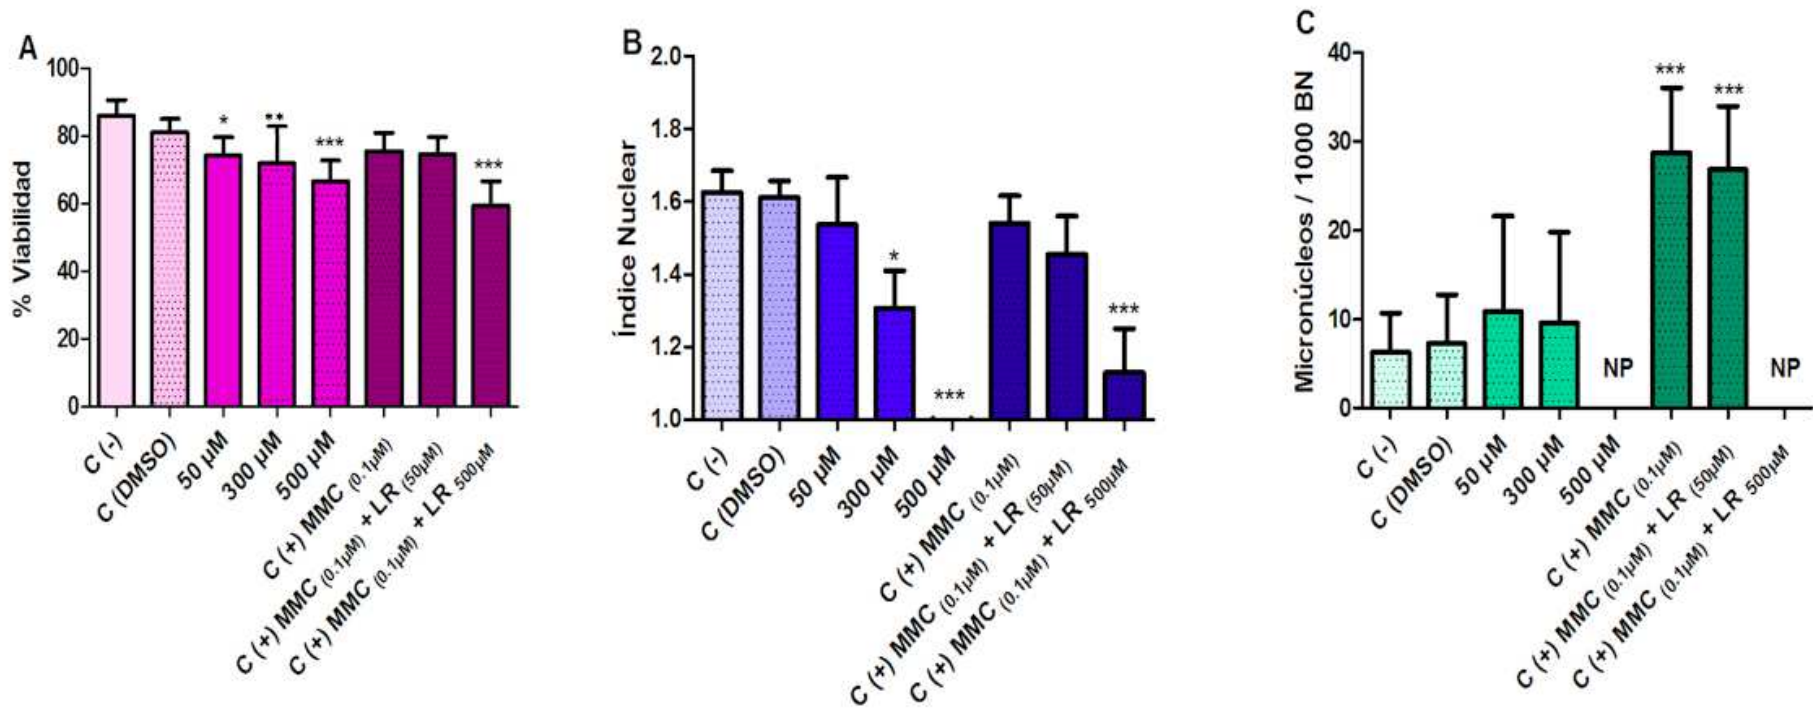 A
% Viabilidad
100
80
60
40
20
0
*
**
***
***
C (-)
C (DMSO)
50 µM
300 µM
500 µM
C (+) MMC (0.1µM)
C (+) MMC (0.1µM) + LR (50µM)
C (+) MMC (0.1µM) + LR 500µM
B
Índice Nuclear
2.0
1.8
1.6
1.4
1.2
1.0
*
***
***
C (-)
C (DMSO)
50 µM
300 µM
500 µM
C (+) MMC (0.1µM)
C (+) MMC (0.1µM) + LR (50µM)
C (+) MMC (0.1µM) + LR 500µM
C
Micronúcleos / 1000 BN
40
30
20
10
0
NP
***
***
NP
C (-)
C (DMSO)
50 µM
300 µM
500 µM
C (+) MMC (0.1µM)
C (+) MMC (0.1µM) + LR (50µM)
C (+) MMC (0.1µM) + LR 500µM